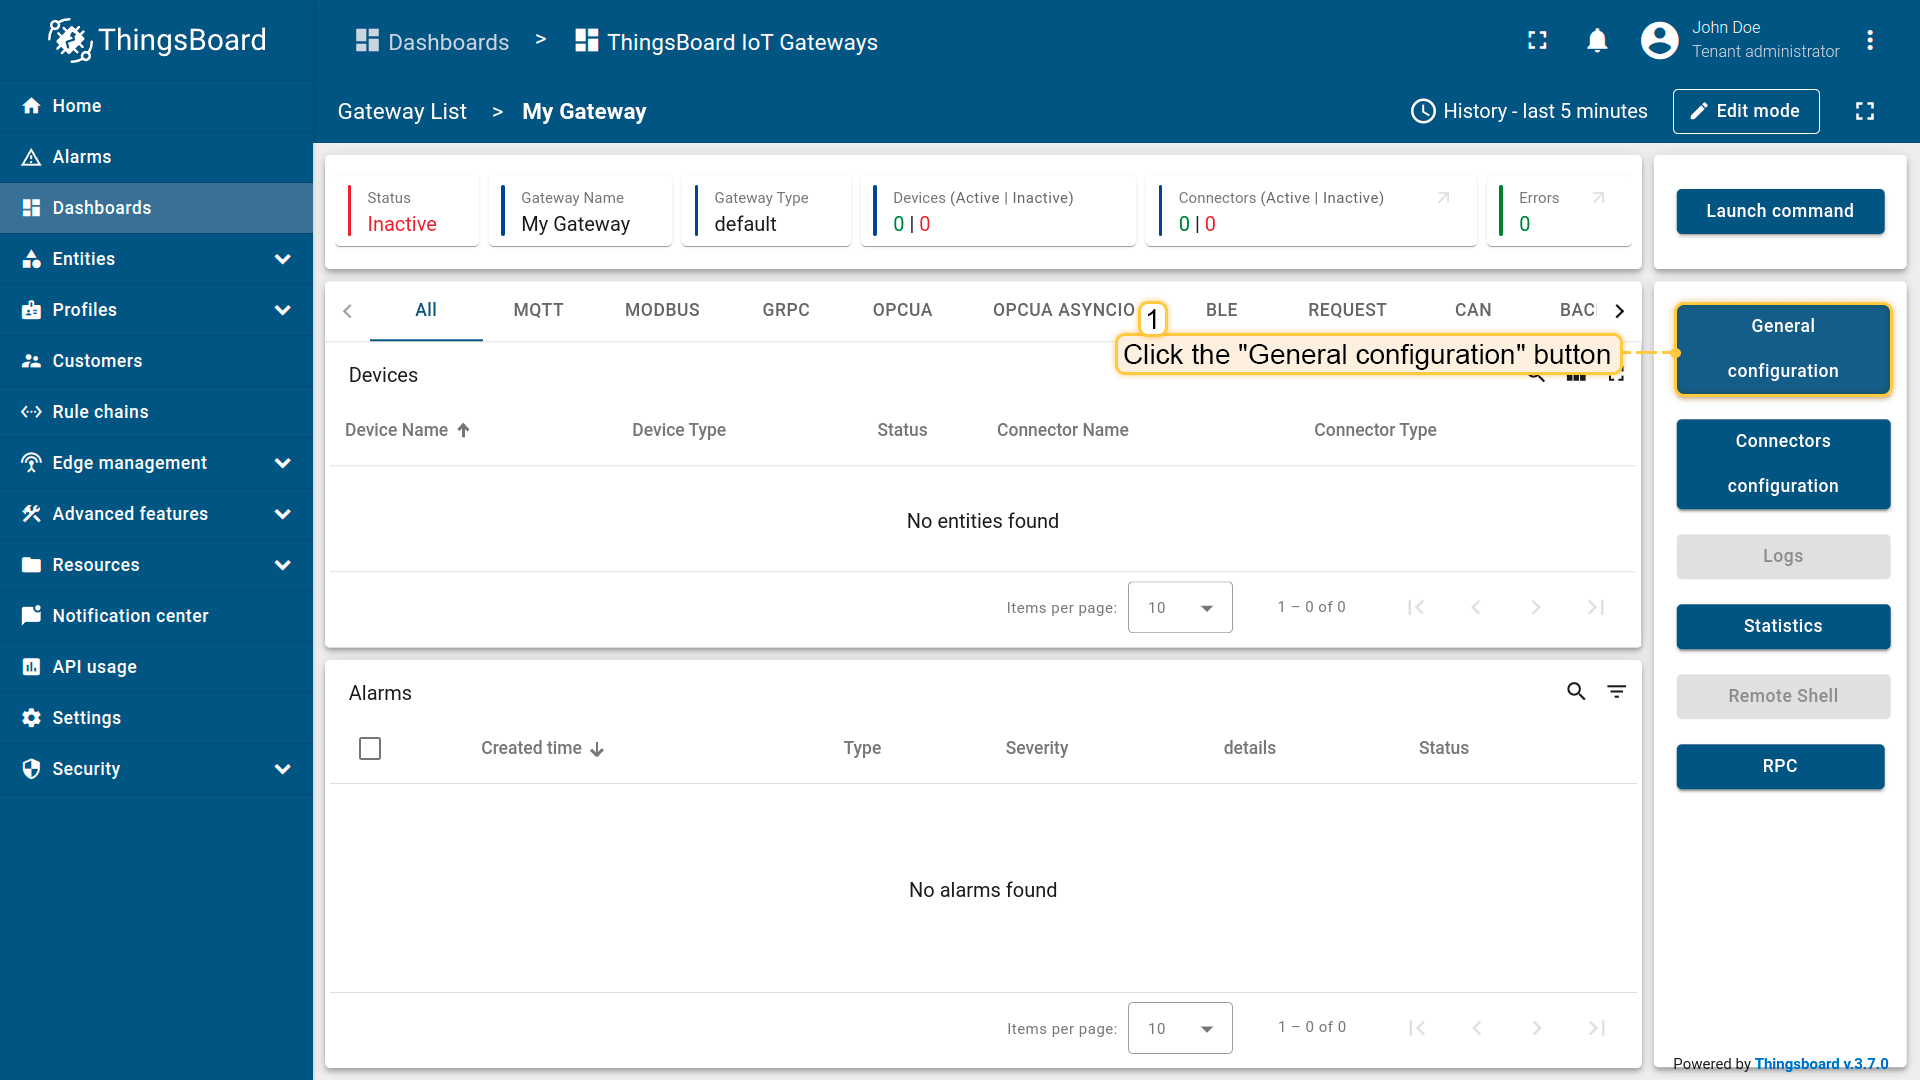 ThingsBoard
Dashboards > ThingsBoard IoT Gateways
John Doe
Tenant administrator
Gateway List > My Gateway
History - last 5 minutes
Edit mode
Home
Alarms
Dashboards
Entities
Profiles
Customers
Rule chains
Edge management
Advanced features
Resources
Notification center
API usage
Settings
Security
Status
Inactive
Gateway Name
My Gateway
Gateway Type
default
Devices (Active | Inactive)
0 | 0
Connectors (Active | Inactive)
0 | 0
Errors
0
Launch command
All MQTT MODBUS GRPC OPCUA OPCUA ASYNCIO BLE REQUEST CAN BAC
1
Click the "General configuration" button
General
configuration
Connectors
configuration
Logs
Statistics
Remote Shell
RPC
Devices
Device Name Device Type Status Connector Name Connector Type
No entities found
Items per page: 10 1 – 0 of 0
Alarms
Created time Type Severity details Status
No alarms found
Items per page: 10 1 – 0 of 0
Powered by Thingsboard v.3.7.0